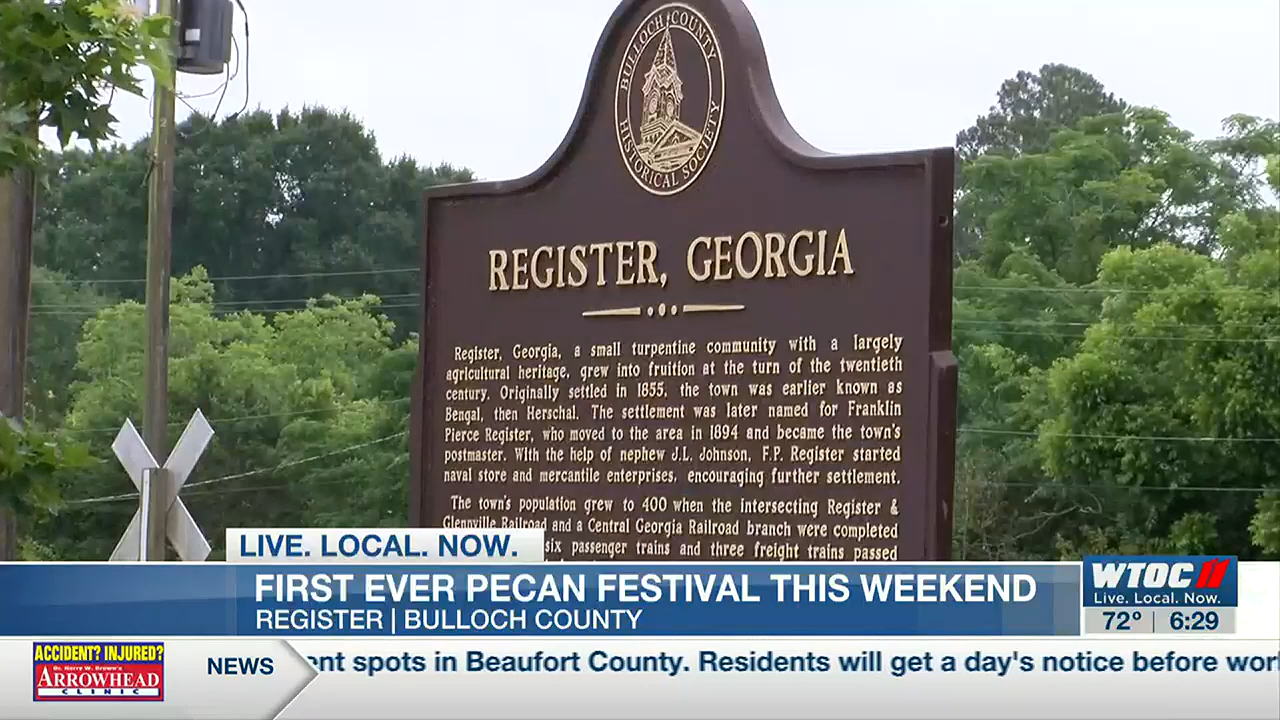 BULLOCH COUNTY
HISTORICAL SOCIETY
REGISTER, GEORGIA
Register, Georgia, a small turpentine community with a largely
agricultural heritage, grew into fruition at the turn of the twentieth
century. Originally settled in 1855, the town was earlier known as
Bengal, then Herschal. The settlement was later named for Franklin
Pierce Register, who moved to the area in 1894 and became the town's
postmaster. With the help of nephew J.L. Johnson, F.P. Register started
naval store and mercantile enterprises, encouraging further settlement.
The town's population grew to 400 when the intersecting Register &
Glennville Railroad and a Central Georgia Railroad branch were completed
six passenger trains and three freight trains passed
LIVE. LOCAL. NOW.
FIRST EVER PECAN FESTIVAL THIS WEEKEND
REGISTER | BULLOCH COUNTY
WTOC 11
Live. Local. Now.
72° | 6:29
ACCIDENT? INJURED?
Dr. Harry W. Brown's
ARROWHEAD
CLINIC
NEWS
ent spots in Beaufort County. Residents will get a day's notice before wor